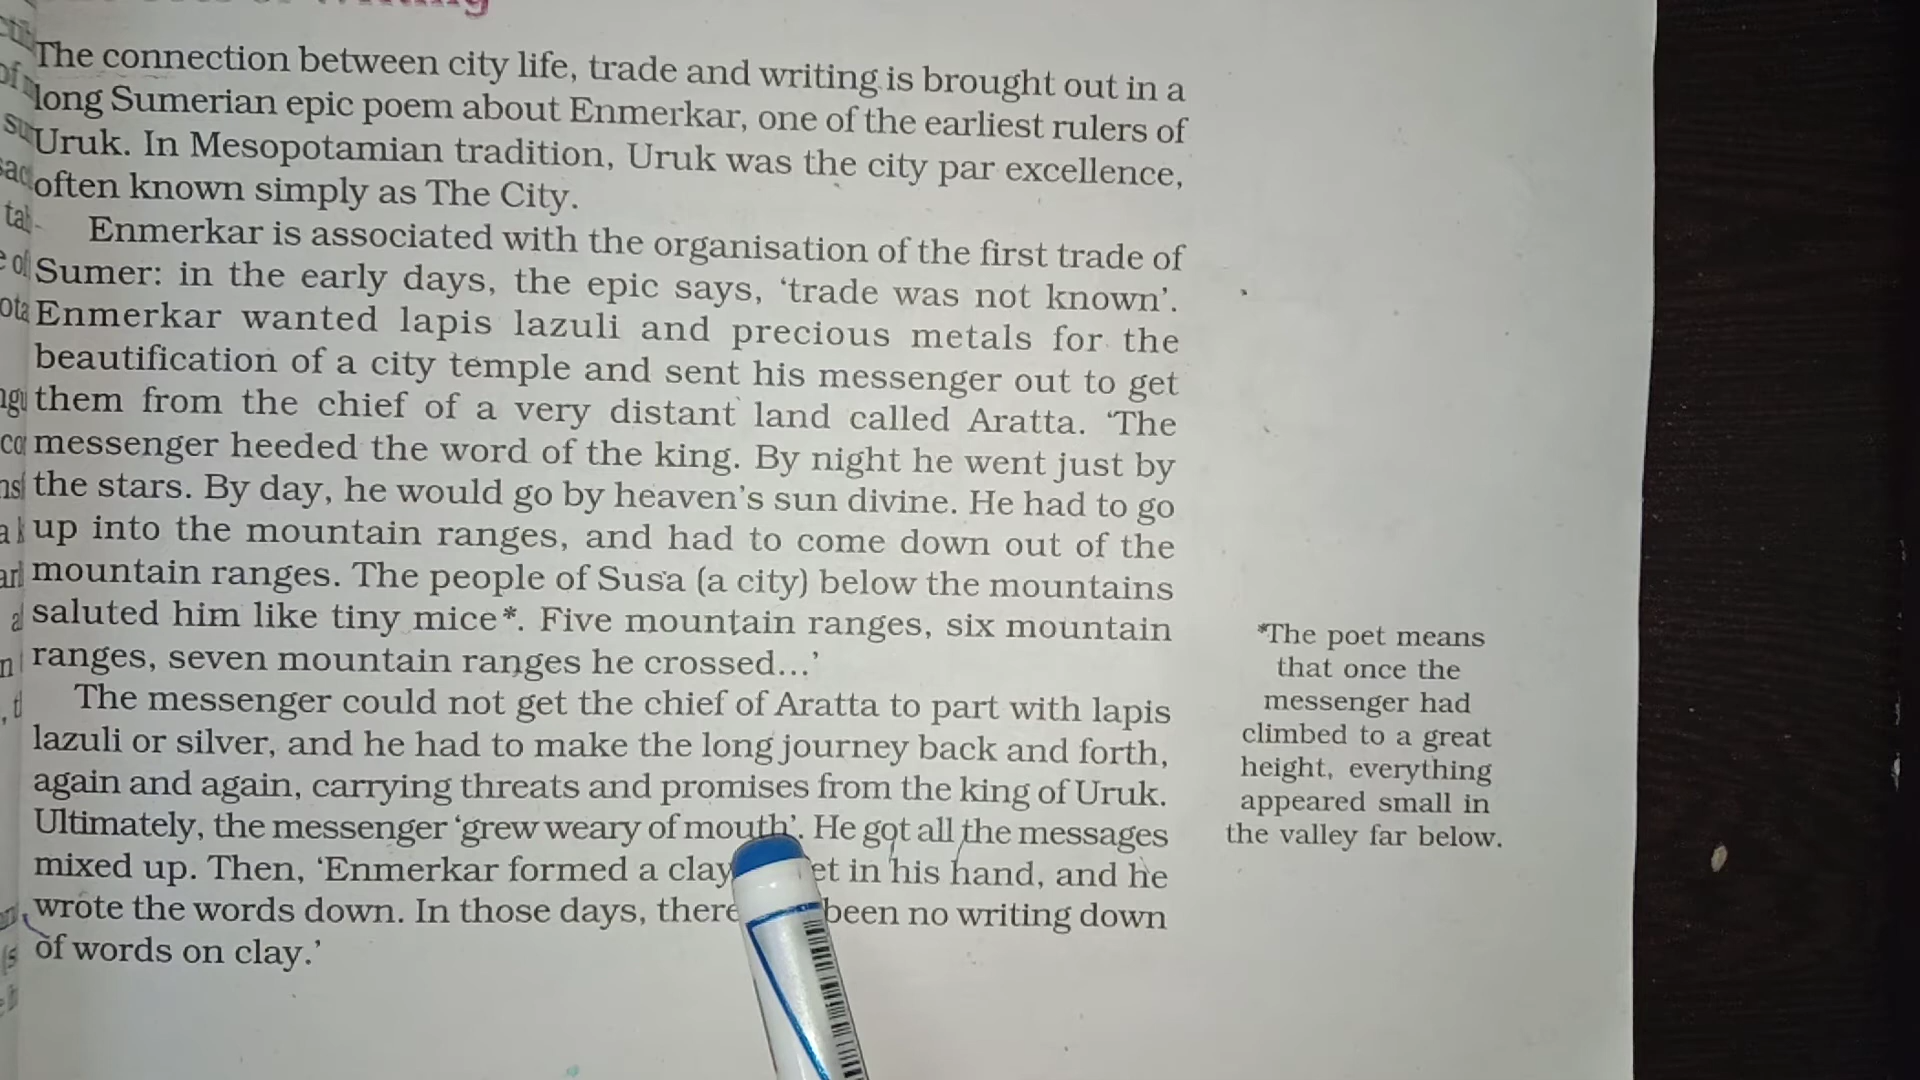 writing
The connection between city life, trade and writing is brought out in a
long Sumerian epic poem about Enmerkar, one of the earliest rulers of
Uruk. In Mesopotamian tradition, Uruk was the city par excellence,
often known simply as The City.
Enmerkar is associated with the organisation of the first trade of
Sumer: in the early days, the epic says, ‘trade was not known’.
Enmerkar wanted lapis lazuli and precious metals for the
beautification of a city temple and sent his messenger out to get
them from the chief of a very distant land called Aratta. ‘The
messenger heeded the word of the king. By night he went just by
the stars. By day, he would go by heaven’s sun divine. He had to go
up into the mountain ranges, and had to come down out of the
mountain ranges. The people of Susa (a city) below the mountains
saluted him like tiny mice*. Five mountain ranges, six mountain
ranges, seven mountain ranges he crossed...’
The messenger could not get the chief of Aratta to part with lapis
lazuli or silver, and he had to make the long journey back and forth,
again and again, carrying threats and promises from the king of Uruk.
Ultimately, the messenger ‘grew weary of mouth’. He got all the messages
mixed up. Then, ‘Enmerkar formed a clay et in his hand, and he
wrote the words down. In those days, there been no writing down
of words on clay.’
*The poet means
that once the
messenger had
climbed to a great
height, everything
appeared small in
the valley far below.